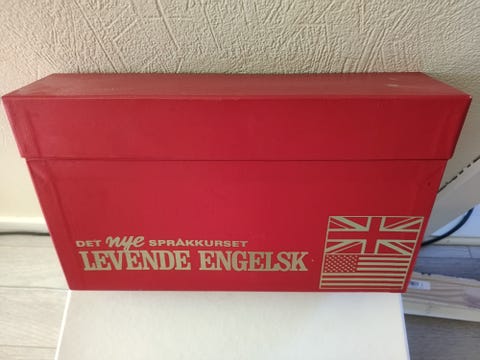 DET nye SPRÅKKURSET
LEVENDE ENGELSK